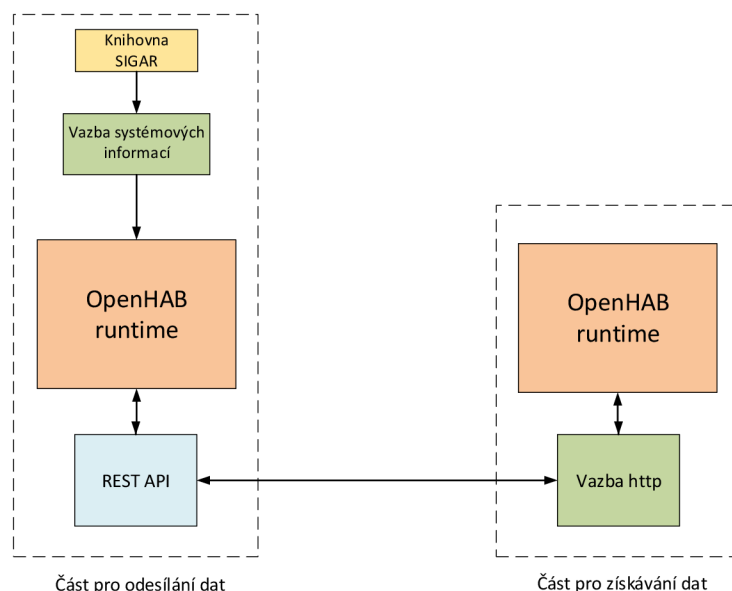 Knihovna
SIGAR
Vazba systémových
informací
OpenHAB
runtime
REST API
Část pro odesílání dat
OpenHAB
runtime
Vazba http
Část pro získávání dat